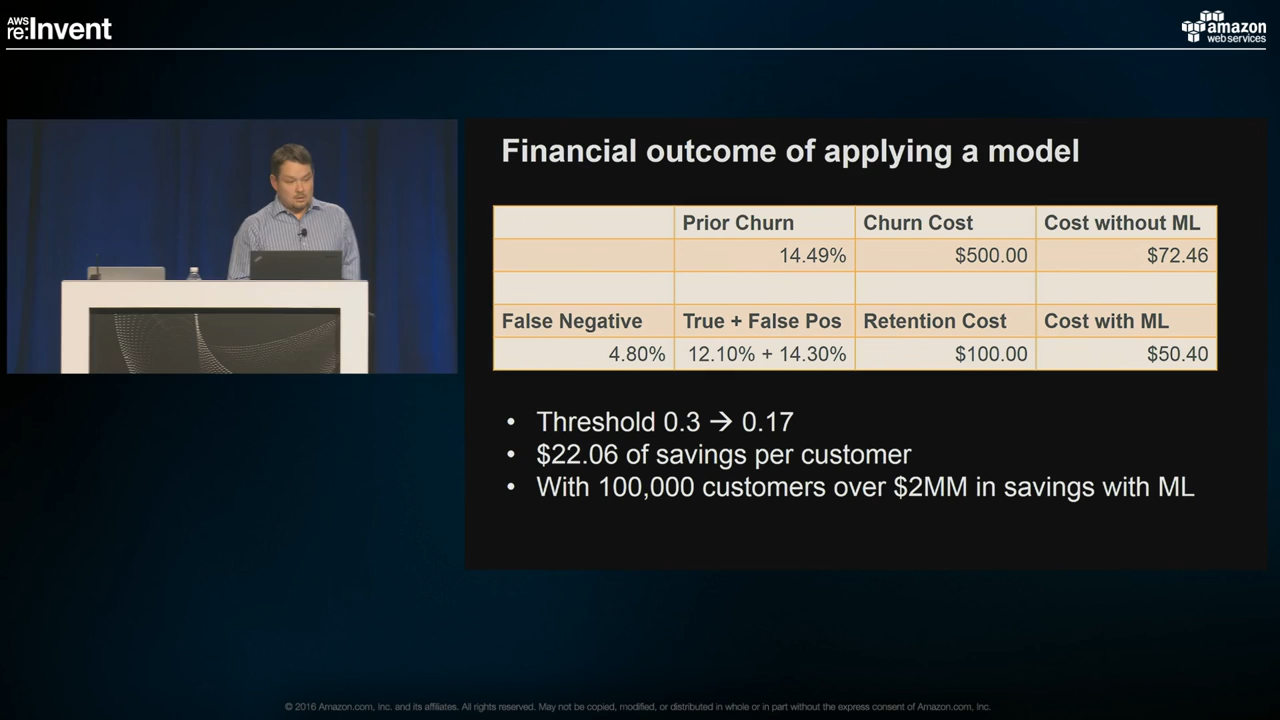 AWS
re:Invent
amazon
webservices
Financial outcome of applying a model
Prior Churn Churn Cost Cost without ML
14.49% $500.00 $72.46
False Negative True + False Pos Retention Cost Cost with ML
4.80% 12.10% + 14.30% $100.00 $50.40
• Threshold 0.3 → 0.17
• $22.06 of savings per customer
• With 100,000 customers over $2MM in savings with ML
© 2016 Amazon.com, Inc. and its affiliates. All rights reserved. May not be copied, modified, or distributed in whole or in part without the express consent of Amazon.com, Inc.